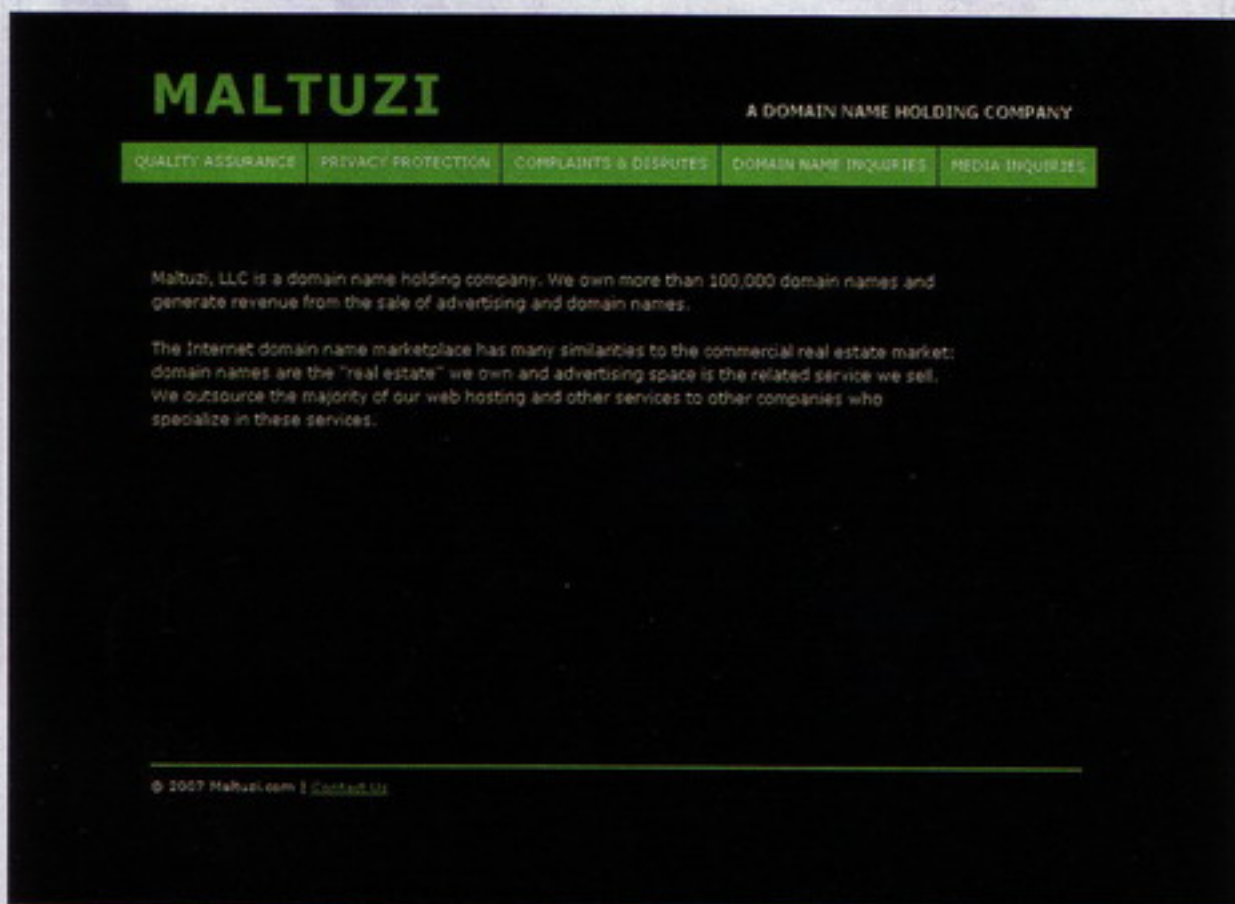 MALTUZI
A DOMAIN NAME HOLDING COMPANY
QUALITY ASSURANCE PRIVACY PROTECTION COMPLAINTS & DISPUTES DOMAIN NAME INQUIRIES MEDIA INQUIRIES
Maltuzi, LLC is a domain name holding company. We own more than 100,000 domain names and
generate revenue from the sale of advertising and domain names.
The Internet domain name marketplace has many similarities to the commercial real estate market:
domain names are the "real estate" we own and advertising space is the related service we sell.
We outsource the majority of our web hosting and other services to other companies who
specialize in these services.
© 2007 Maltuzi.com | Contact Us